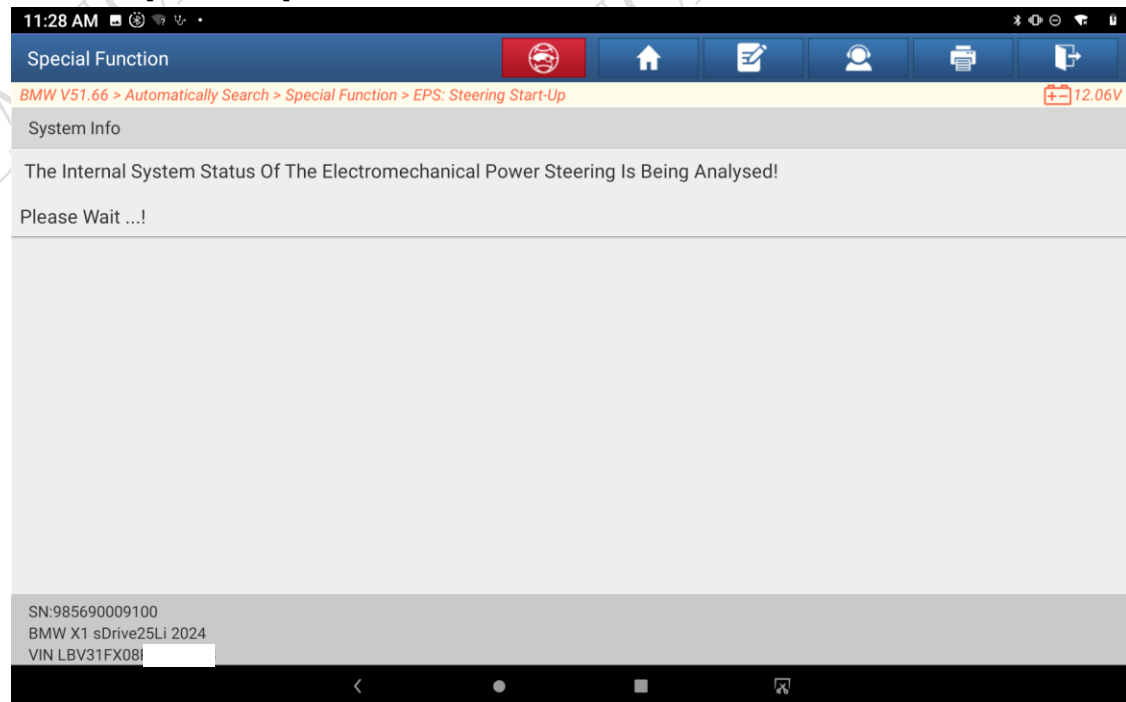 11:28 AM
Special Function
BMW V51.66 > Automatically Search > Special Function > EPS: Steering Start-Up
12.06V
System Info
The Internal System Status Of The Electromechanical Power Steering Is Being Analysed!
Please Wait ...!
SN:985690009100
BMW X1 sDrive25Li 2024
VIN LBV31FX08